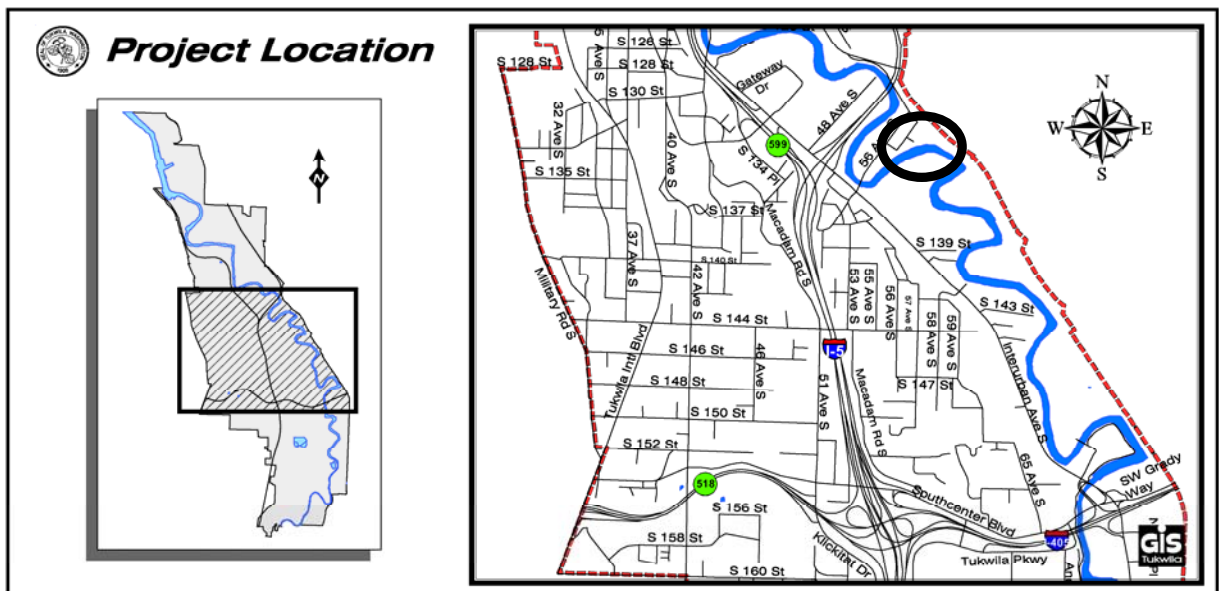 Project Location
N
S 126 St
S 128 St
S 128 St
S 130 St
Gateway
Dr
48 Ave S
32 Ave S
40 Ave S
599
S 134 Pl
S 135 St
S 137 St
Macadam Rd S
37 Ave S
S 140 St
42 Ave S
S 139 St
Military Rd S
53 Ave S
55 Ave S
56 Ave S
57 Ave S
58 Ave S
59 Ave S
S 143 St
S 144 St
Tukwila Intl Blvd
S 146 St
46 Ave S
I-5
Interurban Ave S
S 148 St
S 147 St
51 Ave S
Macadam Rd S
S 150 St
S 152 St
65 Ave S
SW Grady
Way
518
S 156 St
Southcenter Blvd
S 158 St
Klickitat Dr
S 160 St
Tukwila Pkwy
N
W E
S
GIS
Tukwila